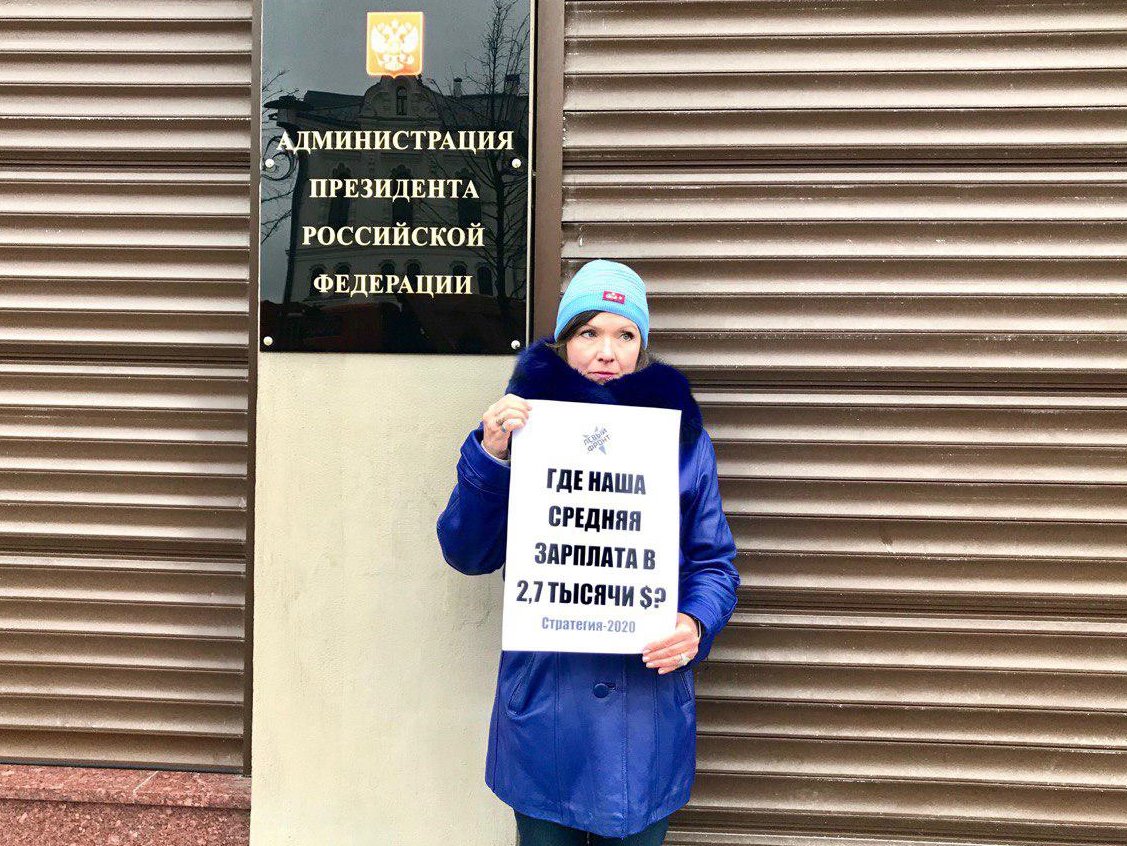 АДМИНИСТРАЦИЯ
ПРЕЗИДЕНТА
РОССИЙСКОЙ
ФЕДЕРАЦИИ
ЛЕВЫЙ
ФРОНТ
ГДЕ НАША
СРЕДНЯЯ
ЗАРПЛАТА В
2,7 ТЫСЯЧИ $?
Стратегия-2020